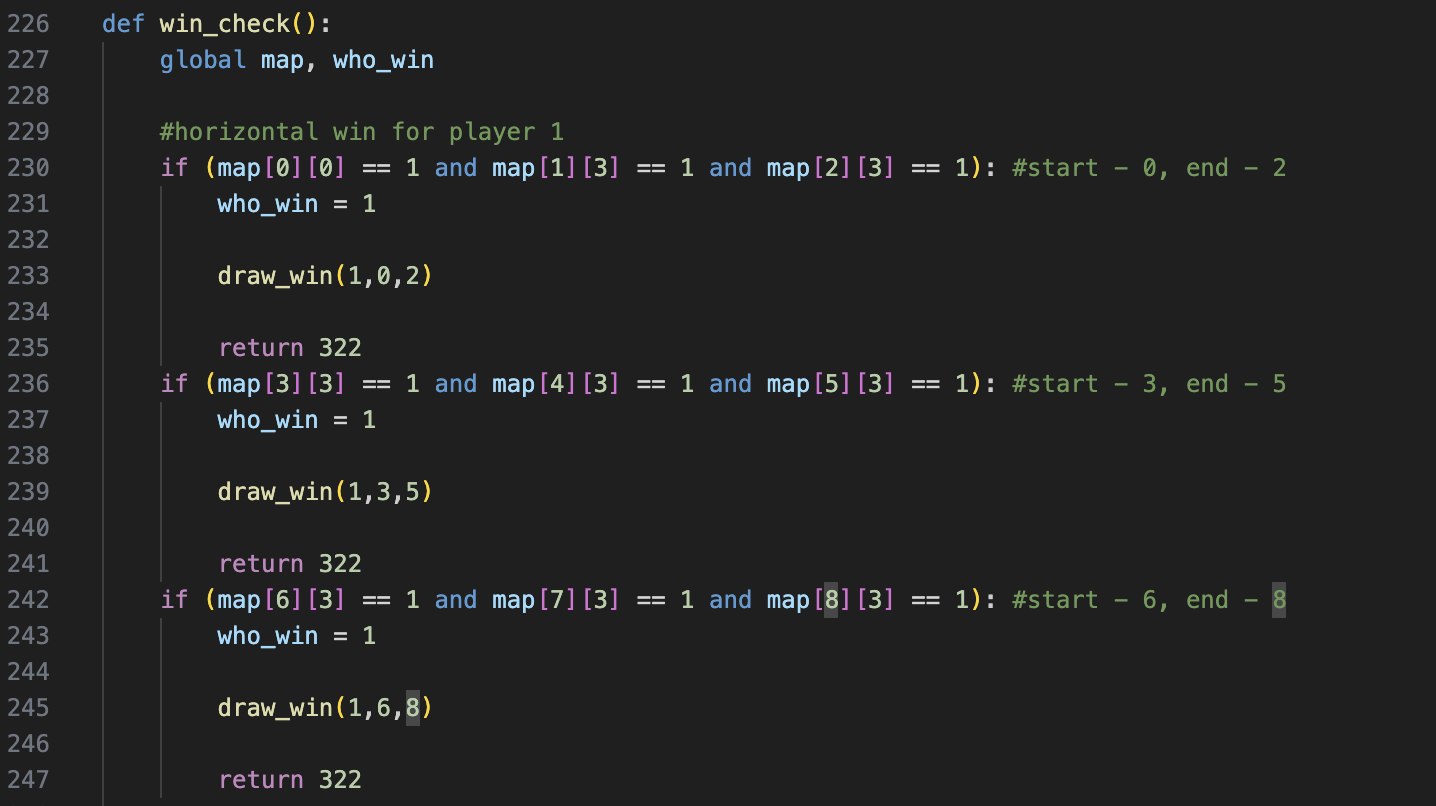 226 def win_check():
227 global map, who_win
228
229 #horizontal win for player 1
230 if (map[0][0] == 1 and map[1][3] == 1 and map[2][3] == 1): #start - 0, end - 2
231 who_win = 1
232
233 draw_win(1,0,2)
234
235 return 322
236 if (map[3][3] == 1 and map[4][3] == 1 and map[5][3] == 1): #start - 3, end - 5
237 who_win = 1
238
239 draw_win(1,3,5)
240
241 return 322
242 if (map[6][3] == 1 and map[7][3] == 1 and map[8][3] == 1): #start - 6, end - 8
243 who_win = 1
244
245 draw_win(1,6,8)
246
247 return 322